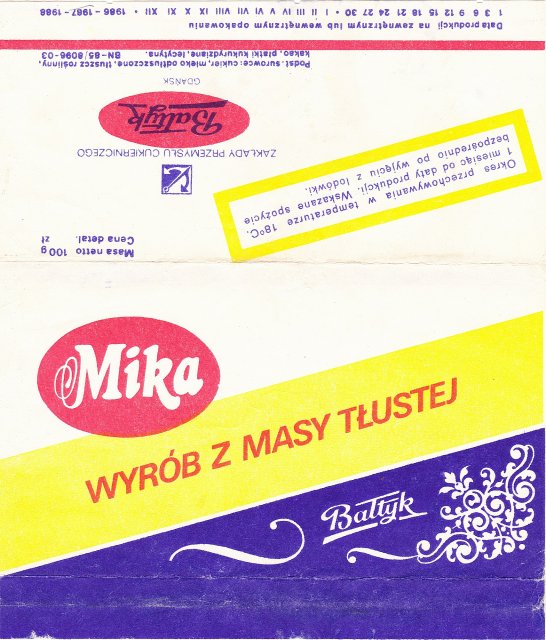 Mika
WYRÓB Z MASY TŁUSTEJ
Bałtyk
Masa netto 100 g
Cena detal. zł
ZAKŁADY PRZEMYSŁU CUKIERNICZEGO
Bałtyk
GDAŃSK
Okres przechowywania w temperaturze 18°C.
1 miesiąc od daty produkcji. Wskazane spożycie
bezpośrednio po wyjęciu z lodówki.
Podst. surowce: cukier, mleko odtłuszczone, tłuszcz roślinny,
kakao, płatki kukurydziane, lecytyna. BN-85/8096-03
Data produkcji na zewnętrznym lub wewnętrznym opakowaniu
1 3 6 9 12 15 18 21 24 27 30 • I II III IV V VI VII VIII IX X XI XII • 1986 - 1987 - 1988